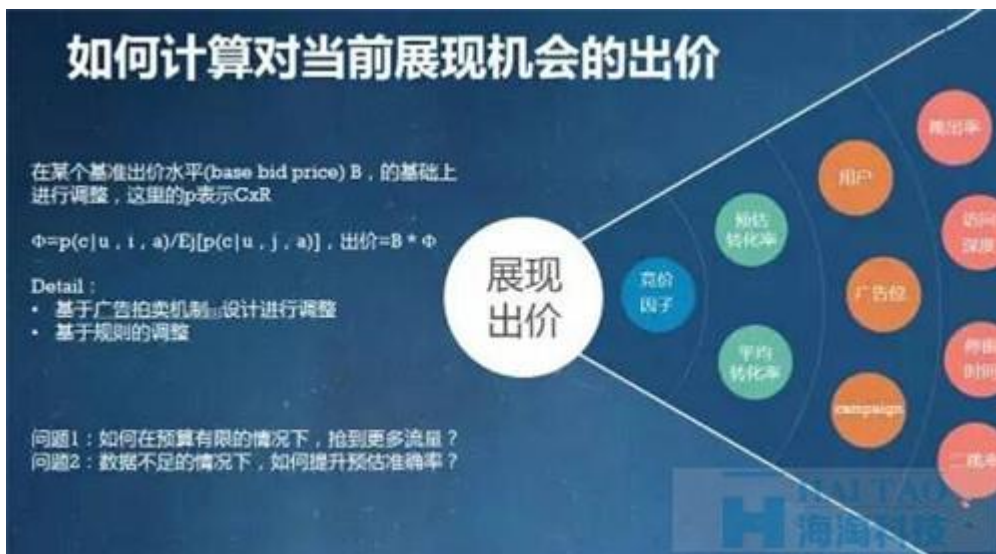 如何计算对当前展现机会的出价
在某个基准出价水平(base bid price) B，的基础上
进行调整，这里的p表示CxR
Φ=p(c|u，i，a)/Ej[p(c|u，j，a)]，出价=B * Φ
Detail：
• 基于广告拍卖机制设计进行调整
• 基于规则的调整
问题1：如何在预算有限的情况下，抢到更多流量？
问题2：数据不足的情况下，如何提升预估准确率？
展现
出价
竞价
因子
预估
转化率
平均
转化率
用户
广告位
campaign
跳出率
访问
深度
停留
时间
二跳率
HAI TAO
海淘科技